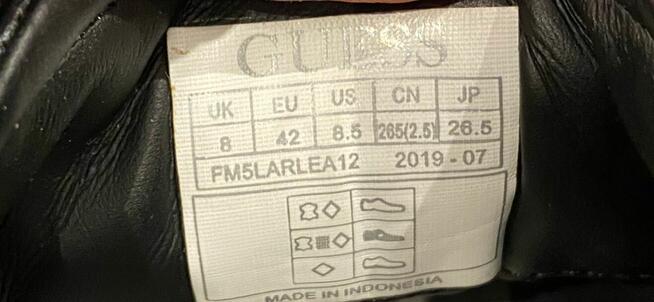 GUESS
UK EU US CN JP
8 42 8.5 265(2.5) 26.5
FM5LARLEA12 2019-07
MADE IN INDONESIA